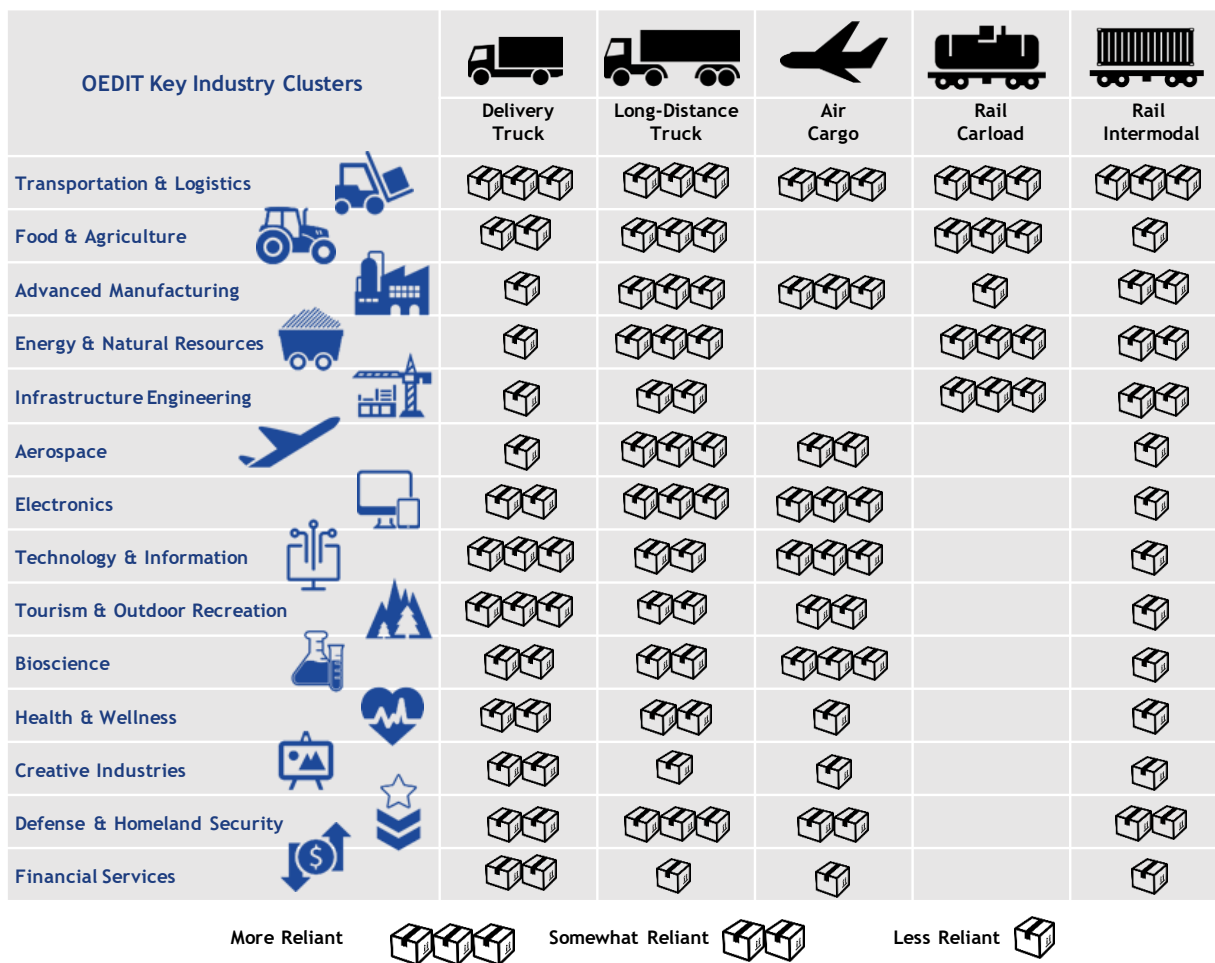 OEDIT Key Industry Clusters
Delivery
Truck
Long-Distance
Truck
Air
Cargo
Rail
Carload
Rail
Intermodal
Transportation & Logistics
Food & Agriculture
Advanced Manufacturing
Energy & Natural Resources
Infrastructure Engineering
Aerospace
Electronics
Technology & Information
Tourism & Outdoor Recreation
Bioscience
Health & Wellness
Creative Industries
Defense & Homeland Security
$
Financial Services
More Reliant
Somewhat Reliant
Less Reliant